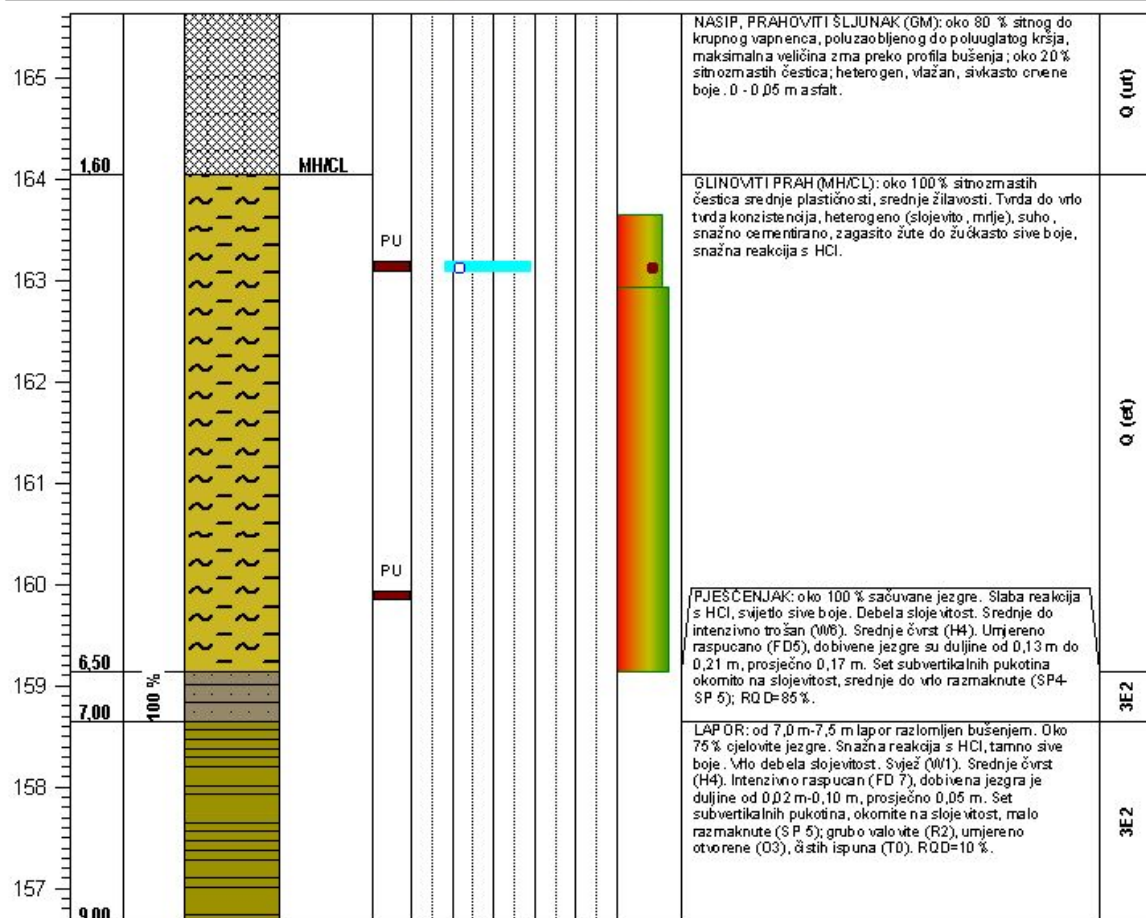 NASIP, PRAHOVITI ŠLJUNAK (GM): oko 80 % sitnog do
krupnog vapnenca, poluzaobljenog do poluuglatog kršja,
maksimalna veličina zrna preko profila bušenja; oko 20%
sitnozrnastih čestica; heterogen, vlažan, sivkasto crvene
boje. 0 - 0,05 m asfalt.
Q (ut)
165
1,60
MH/CL
164
GLINOVITI PRAH (MH/CL): oko 100% sitnozrnastih
čestica srednje plastičnosti, srednje žilavosti. Tvrda do vrlo
tvrda konzistencija, heterogeno (slojevito, mrlje), suho,
snažno cementirano, zagasito žute do žućkasto sive boje,
snažna reakcija s HCl.
PU
163
162
Q (et)
161
PU
160
PJEŠČENJAK: oko 100 % sačuvane jezgre. Slaba reakcija
s HCl, svijetlo sive boje. Debela slojevitost. Srednje do
intenzivno trošan (W6). Srednje čvrst (H4). Umjereno
raspucano (FD5), dobivene jezgre su duljine od 0,13 m do
0,21 m, prosječno 0,17 m. Set subvertikalnih pukotina
okomito na slojevitost, srednje do vrlo razmaknute (SP4-
SP 5); RQD=85%.
6,50
159
100 %
3E2
7,00
LAPOR: od 7,0 m-7,5 m lapor razlomljen bušenjem. Oko
75% cjelovite jezgre. Snažna reakcija s HCl, tamno sive
boje. Vrlo debela slojevitost. Svjež (W1). Srednje čvrst
(H4). Intenzivno raspucan (FD 7), dobivena jezgra je
duljine od 0,02 m-0,10 m, prosječno 0,05 m. Set
subvertikalnih pukotina, okomite na slojevitost, malo
razmaknute (SP 5); grubo valovite (R2), umjereno
otvorene (O3), čistih ispuna (T0). RQD=10 %.
158
3E2
157
9,00